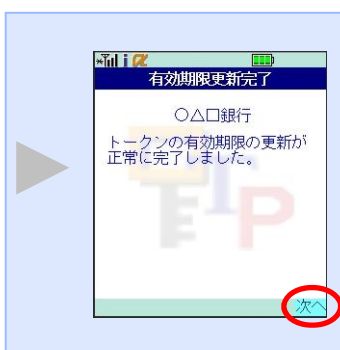 i α
有効期限更新完了
○△□銀行
トークンの有効期限の更新が
正常に完了しました。
TP
次へ